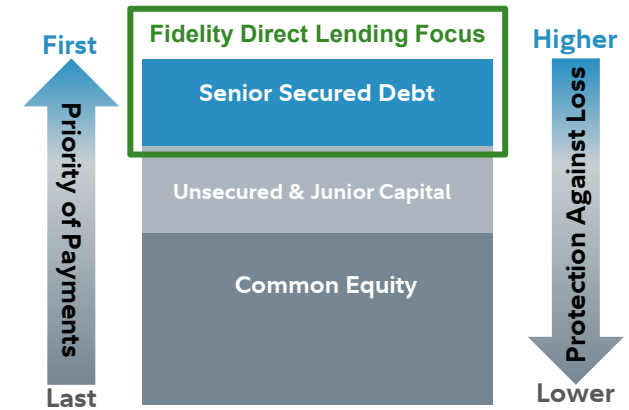 Fidelity Direct Lending Focus
First
Higher
Senior Secured Debt
Priority of Payments
Protection Against Loss
Unsecured & Junior Capital
Common Equity
Last
Lower